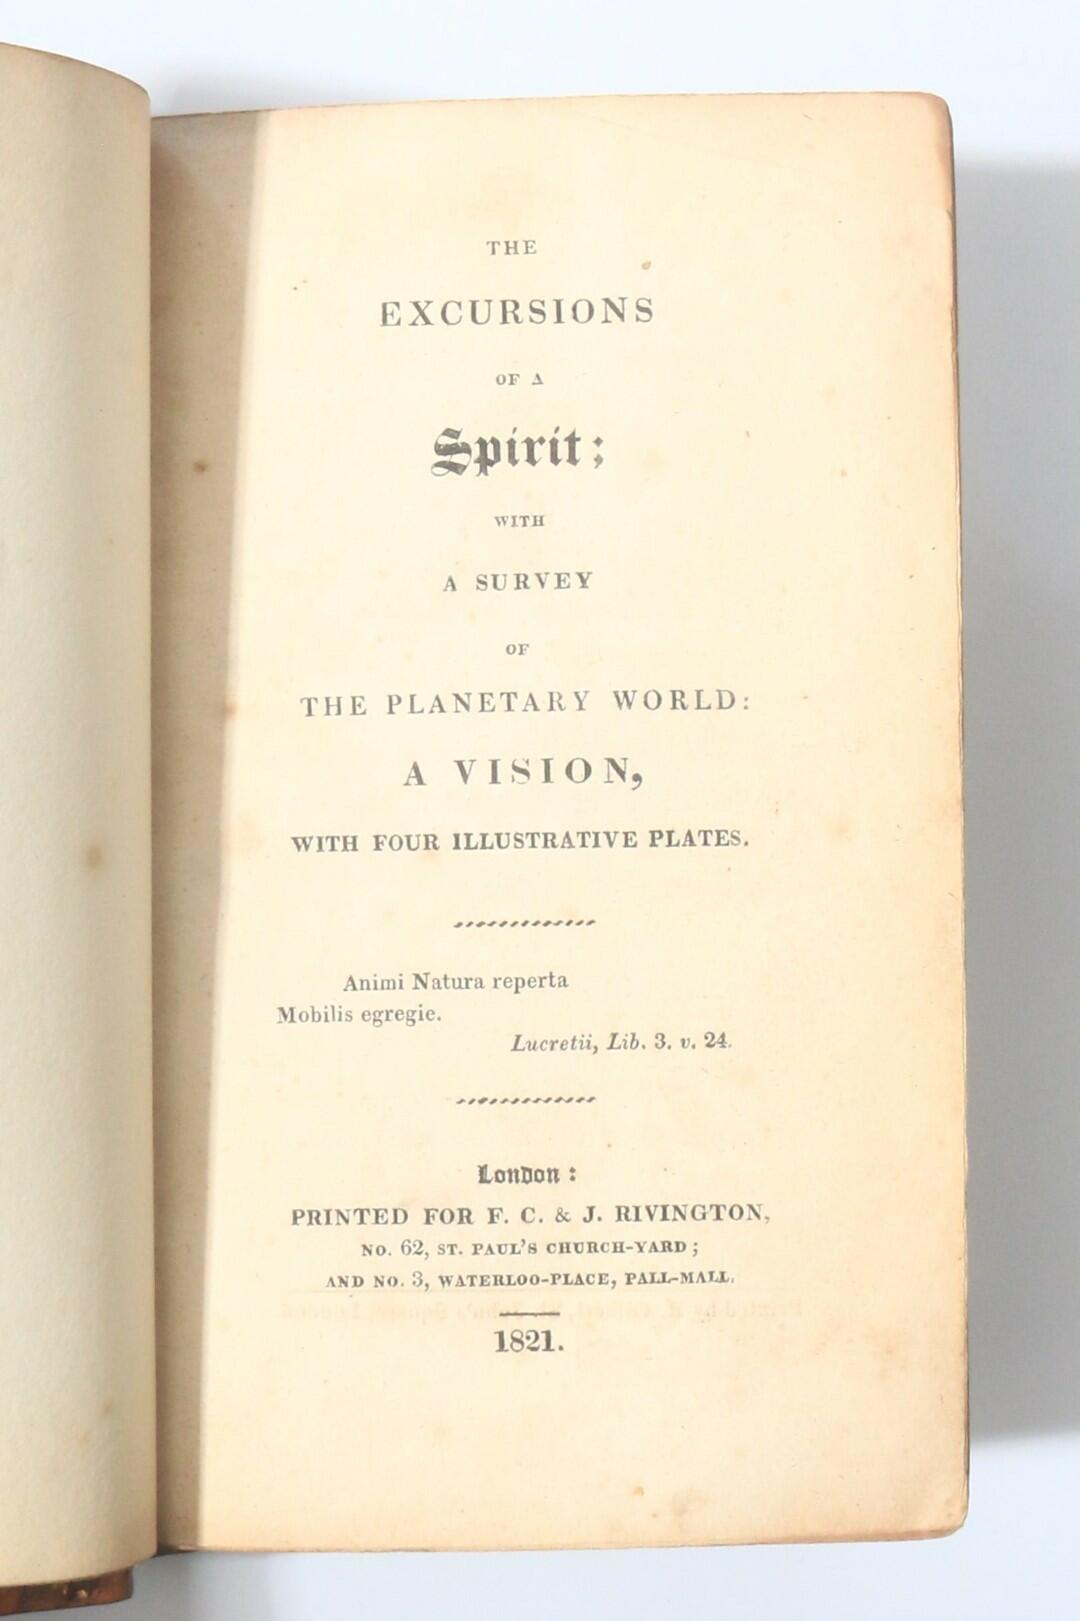 THE
EXCURSIONS
OF A
Spirit;
WITH
A SURVEY
OF
THE PLANETARY WORLD:
A VISION,
WITH FOUR ILLUSTRATIVE PLATES.
Animi Natura reperta
Mobilis egregie.
Lucretii, Lib. 3. v. 24.
London:
PRINTED FOR F. C. & J. RIVINGTON,
NO. 62, ST. PAUL'S CHURCH-YARD;
AND NO. 3, WATERLOO-PLACE, PALL-MALL.
1821.